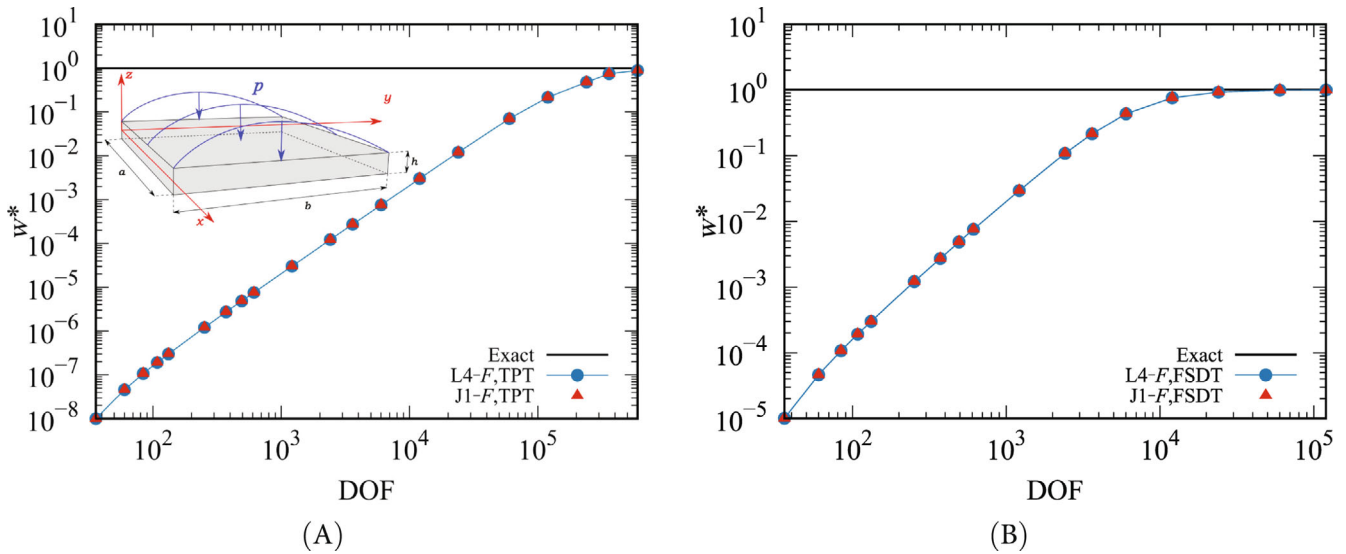 10^1
10^0
10^−1
10^−2
10^−3
10^−4
10^−5
10^−6
10^−7
10^−8
w*
z
p
y
a
h
b
x
Exact
L4-F,TPT
J1-F,TPT
10^2 10^3 10^4 10^5
DOF
(A)
10^1
10^0
10^−1
10^−2
10^−3
10^−4
10^−5
w*
Exact
L4-F,FSDT
J1-F,FSDT
10^2 10^3 10^4 10^5
DOF
(B)